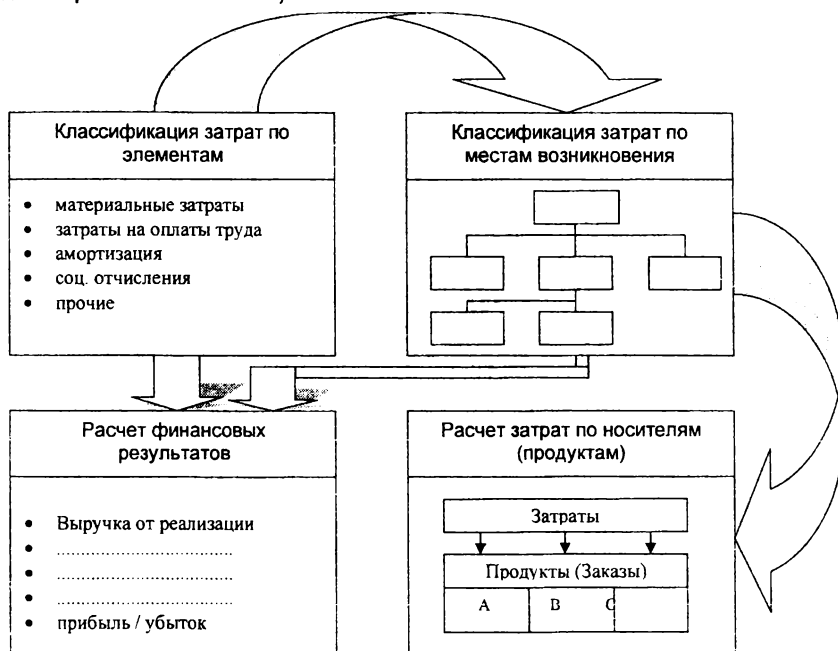 Классификация затрат по
элементам
• материальные затраты
• затраты на оплаты труда
• амортизация
• соц. отчисления
• прочие
Классификация затрат по
местам возникновения
Расчет финансовых
результатов
• Выручка от реализации
• ................................
• ................................
• ................................
• прибыль / убыток
Расчет затрат по носителям
(продуктам)
Затраты
Продукты (Заказы)
A B C